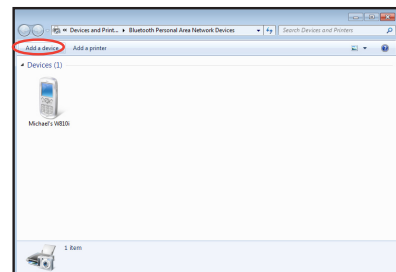 « Devices and Print... ▸ Bluetooth Personal Area Network Devices
Search Devices and Printers
Add a device
Add a printer
Devices (1)
Michael's W810i
1 item